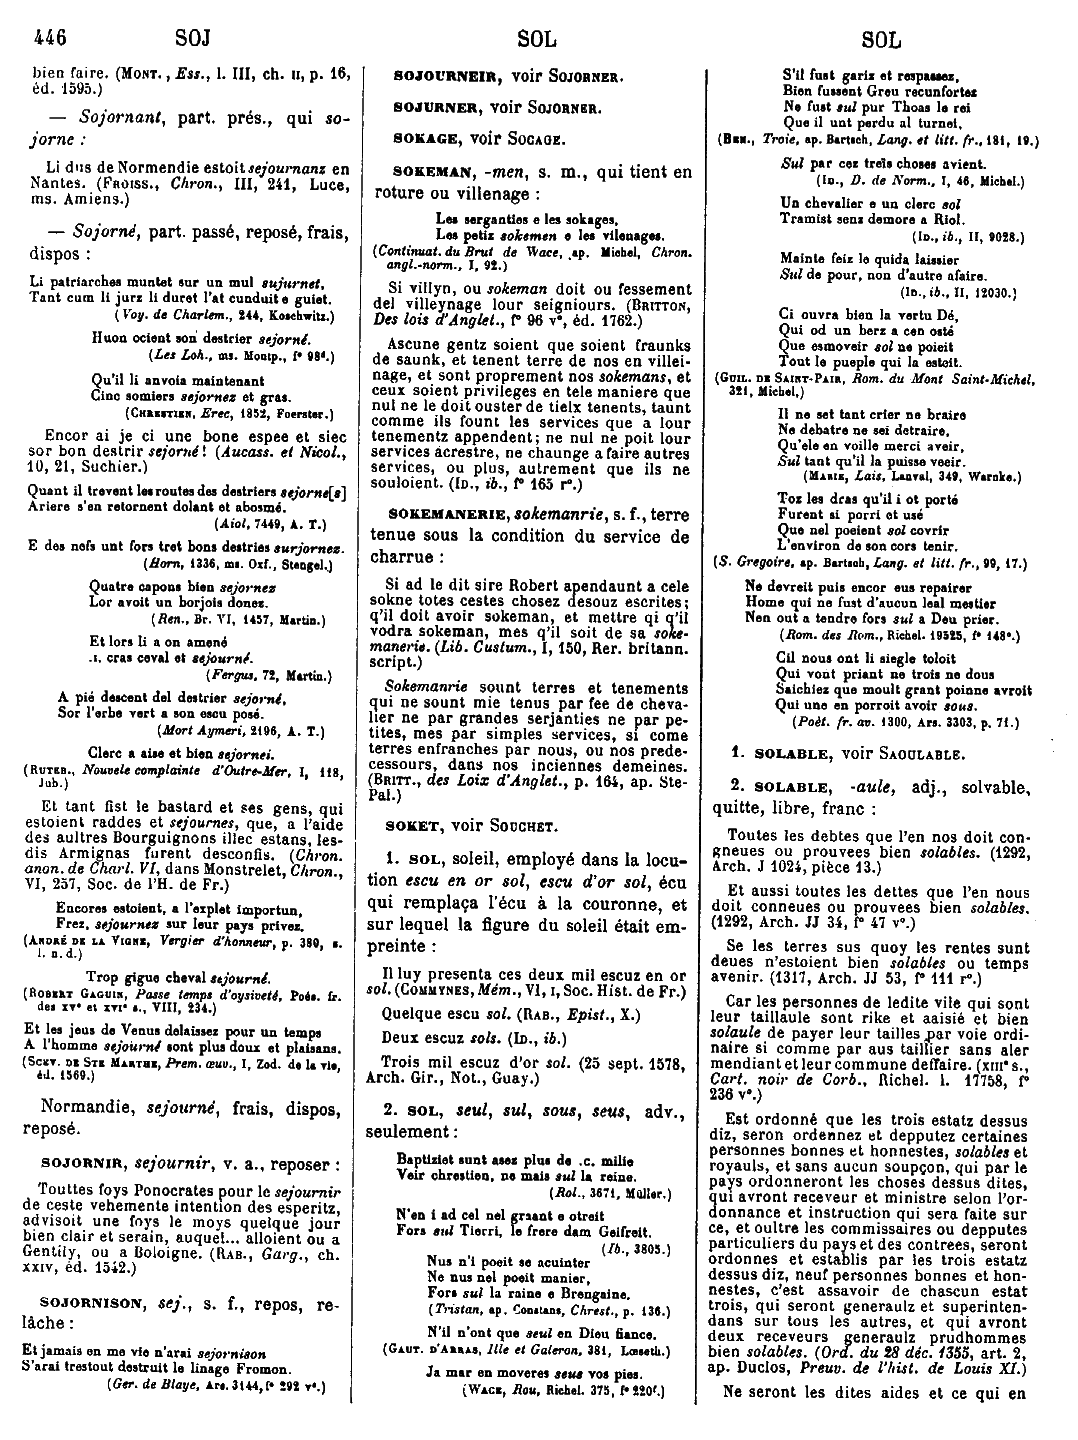 446 SOJ SOL SOL
bien faire. (MONT., Ess., l. III, ch. II, p. 16,
éd. 1595.)
— Sojornant, part. prés., qui so-
jorne :
Li dus de Normendie estoit sejournanz en
Nantes. (FROISS., Chron., III, 241, Luce,
ms. Amiens.)
— Sojorné, part. passé, reposé, frais,
dispos :
Li patriarches muntet sur un mul sujurnet,
Tant cum li jurz li duret l'at cunduit e guiet.
(Voy. de Charlem., 244, Koschwitz.)
Huon ocient son destrier sejorné.
(Les Loh., ms. Montp., f° 98d.)
Qu'il li anvoia maintenant
Cinc somiers sejornez et gras.
(CHRESTIEN, Erec, 1852, Foerster.)
Encor ai je ci une bone espee et siec
sor bon destrir sejorné ! (Aucass. et Nicol.,
10, 21, Suchier.)
Quant il trevent les routes des destriers sejorne[s]
Ariere s'en retornent dolant et abosmé.
(Aiol, 7449, A. T.)
E des nefs unt fors tret bons destries surjornez.
(Horn, 1336, ms. Oxf., Stengel.)
Quatre capons bien sejornez
Lor avoit un borjois donez.
(Ren., Br. VI, 1457, Martin.)
Et lors li a on amené
.I. cras ceval et sejourné.
(Fergus, 72, Martin.)
A pié descent del destrier sejorné,
Sor l'erbe vert a son escu posé.
(Mort Aymeri, 2196, A. T.)
Clerc a aise et bien sejornei.
(RUTEB., Nouvele complainte d'Outre-Mer, I, 118,
Jub.)
Et tant fist le bastard et ses gens, qui
estoient raddes et sejournes, que, a l'aide
des aultres Bourguignons illec estans, les-
dis Armignas furent desconfis. (Chron.
anon. de Charl. VI, dans Monstrelet, Chron.,
VI, 257, Soc. de l'H. de Fr.)
Encores estoient, a l'explet importun,
Frez, sejournez sur leur pays privez.
(ANDRÉ DE LA VIGNE, Vergier d'honneur, p. 380, s.
l. n. d.)
Trop gigue cheval sejourné.
(ROBERT GAGUIN, Passe temps d'oysiveté, Poés. fr.
des XVe et XVIe s., VIII, 234.)
Et les jeus de Venus delaissez pour un temps
A l'homme sejourné sont plus doux et plaisans.
(SCEV. DE STE MARTHE, Prem. œuv., I, Zod. de la vie,
éd. 1569.)
Normandie, sejourné, frais, dispos,
reposé.
SOJORNIR, sejournir, v. a., reposer :
Touttes foys Ponocrates pour le sejournir
de ceste vehemente intention des esperitz,
advisoit une foys le moys quelque jour
bien clair et serain, auquel... alloient ou a
Gentily, ou a Boloigne. (RAB., Garg., ch.
XXIV, éd. 1542.)
SOJORNISON, sej., s. f., repos, re-
lâche :
Et jamais en me vie n'arai sejornison
S'arai trestout destruit le linage Fromon.
(Ger. de Blaye, Ars. 3144, f° 292 v°.)
SOJOURNEIR, voir SOJORNER.
SOJURNER, voir SOJORNER.
SOKAGE, voir SOCAGE.
SOKEMAN, -men, s. m., qui tient en
roture ou villenage :
Les serganties e les sokages,
Les petiz sokemen e les vilenages.
(Continuat. du Brut de Wace, ap. Michel, Chron.
angl.-norm., I, 92.)
Si villyn, ou sokeman doit ou fessement
del villeynage lour seigniours. (BRITTON,
Des lois d'Anglet., f° 96 v°, éd. 1762.)
Ascune gentz soient que soient fraunks
de saunk, et tenent terre de nos en villei-
nage, et sont proprement nos sokemans, et
ceux soient privileges en tele maniere que
nul ne le doit ouster de tielx tenents, taunt
comme ils fount les services que a lour
tenementz appendent; ne nul ne poit lour
services acrestre, ne chaunge a faire autres
services, ou plus, autrement que ils ne
souloient. (ID., ib., f° 165 r°.)
SOKEMANERIE, sokemanrie, s. f., terre
tenue sous la condition du service de
charrue :
Si ad le dit sire Robert apendaunt a cele
sokne totes cestes chosez desouz escrites;
q'il doit avoir sokeman, et mettre qi q'il
vodra sokeman, mes q'il soit de sa soke-
manerie. (Lib. Custum., I, 150, Rer. britann.
script.)
Sokemanrie sount terres et tenements
qui ne sount mie tenus par fee de cheva-
lier ne par grandes serjanties ne par pe-
tites, mes par simples services, si come
terres enfranches par nous, ou nos prede-
cessours, dans nos inciennes demeines.
(BRITT., des Loix d'Anglet., p. 164, ap. Ste-
Pal.)
SOKET, voir SOUCHET.
1. SOL, soleil, employé dans la locu-
tion escu en or sol, escu d'or sol, écu
qui remplaça l'écu à la couronne, et
sur lequel la figure du soleil était em-
preinte :
Il luy presenta ces deux mil escuz en or
sol. (COMMYNES, Mém., VI, I, Soc. Hist. de Fr.)
Quelque escu sol. (RAB., Epist., X.)
Deux escuz sols. (ID., ib.)
Trois mil escuz d'or sol. (25 sept. 1578,
Arch. Gir., Not., Guay.)
2. SOL, seul, sul, sous, seus, adv.,
seulement :
Baptiziet sunt asez plus de .c. milie
Veir chrestien, ne mais sul la reine.
(Rol., 3671, Müller.)
N'en i ad cel nel graant e otreit
Fors sul Tierri, le frere dam Geifreit.
(Ib., 3805.)
Nus n'i poeit se acuinter
Ne nus nel poeit manier,
Fors sul la raine e Brengaine.
(Tristan, ap. Constans, Chrest., p. 136.)
N'il n'ont que seul en Dieu fiance.
(GAUT. D'ARRAS, Ille et Galeron, 381, Lœseth.)
Ja mar en moveres seus vos pies.
(WACE, Rou, Richel. 375, f° 220f.)
S'il fust gariz et respassez,
Bien fussent Greu recunfortez
Ne fust sul pur Thoas le rei
Que il unt perdu al turnei.
(BEN., Troie, ap. Bartsch, Lang. et litt. fr., 181, 19.)
Sul par cez treis choses avient.
(ID., D. de Norm., I, 46, Michel.)
Un chevalier e un clerc sol
Tramist senz demore a Riol.
(ID., ib., II, 9028.)
Mainte feiz le quida laissier
Sul de pour, non d'autre afaire.
(ID., ib., II, 12030.)
Ci ouvra bien la vertu Dé,
Qui od un berz a cen osté
Que esmoveir sol ne poieit
Tout le pueple qui la estoit.
(GUIL. DE SAINT-PAIR, Rom. du Mont Saint-Michel,
321, Michel.)
Il ne set tant crier ne braire
Ne debatre ne sei detraire,
Qu'ele en voille merci aveir,
Sul tant qu'il la puisse veeir.
(MARIE, Lais, Lanval, 349, Warnke.)
Toz les dras qu'il i ot porté
Furent si porri et usé
Que nel poeient sol covrir
L'environ de son cors tenir.
(S. Gregoire, ap. Bartsch, Lang. et litt. fr., 99, 17.)
Ne devreit puis encor eus repairer
Home qui ne fust d'aucun leal mestier
Nen out a tendre fors sul a Deu prier.
(Rom. des Rom., Richel. 19525, f° 148c.)
Cil nous ont li siegle toloit
Qui vont priant ne trois ne dous
Saichiez que moult grant poinne avroit
Qui une en porroit avoir sous.
(Poèt. fr. av. 1300, Ars. 3303, p. 71.)
1. SOLABLE, voir SAOULABLE.
2. SOLABLE, -aule, adj., solvable,
quitte, libre, franc :
Toutes les debtes que l'en nos doit con-
gneues ou prouvees bien solables. (1292,
Arch. J 1024, pièce 13.)
Et aussi toutes les dettes que l'en nous
doit conneues ou prouvees bien solables.
(1292, Arch. JJ 34, f° 47 v°.)
Se les terres sus quoy les rentes sunt
deues n'estoient bien solables ou temps
avenir. (1317, Arch. JJ 53, f° 111 r°.)
Car les personnes de ledite vile qui sont
leur taillaule sont rike et aaisié et bien
solaule de payer leur tailles par voie ordi-
naire si comme par aus taillier sans aler
mendiant et leur commune deffaire. (XIIIe s.,
Cart. noir de Corb., Richel. l. 17758, f°
236 v°.)
Est ordonné que les trois estatz dessus
diz, seron ordennez et depputez certaines
personnes bonnes et honnestes, solables et
royauls, et sans aucun soupçon, qui par le
pays ordonneront les choses dessus dites,
qui avront receveur et ministre selon l'or-
donnance et instruction qui sera faite sur
ce, et oultre les commissaires ou depputes
particuliers du pays et des contrees, seront
ordonnes et establis par les trois estatz
dessus diz, neuf personnes bonnes et hon-
nestes, c'est assavoir de chascun estat
trois, qui seront generaulz et superinten-
dans sur tous les autres, et qui avront
deux receveurs generaulz prudhommes
bien solables. (Ord. du 28 déc. 1355, art. 2,
ap. Duclos, Preuv. de l'hist. de Louis XI.)
Ne seront les dites aides et ce qui en